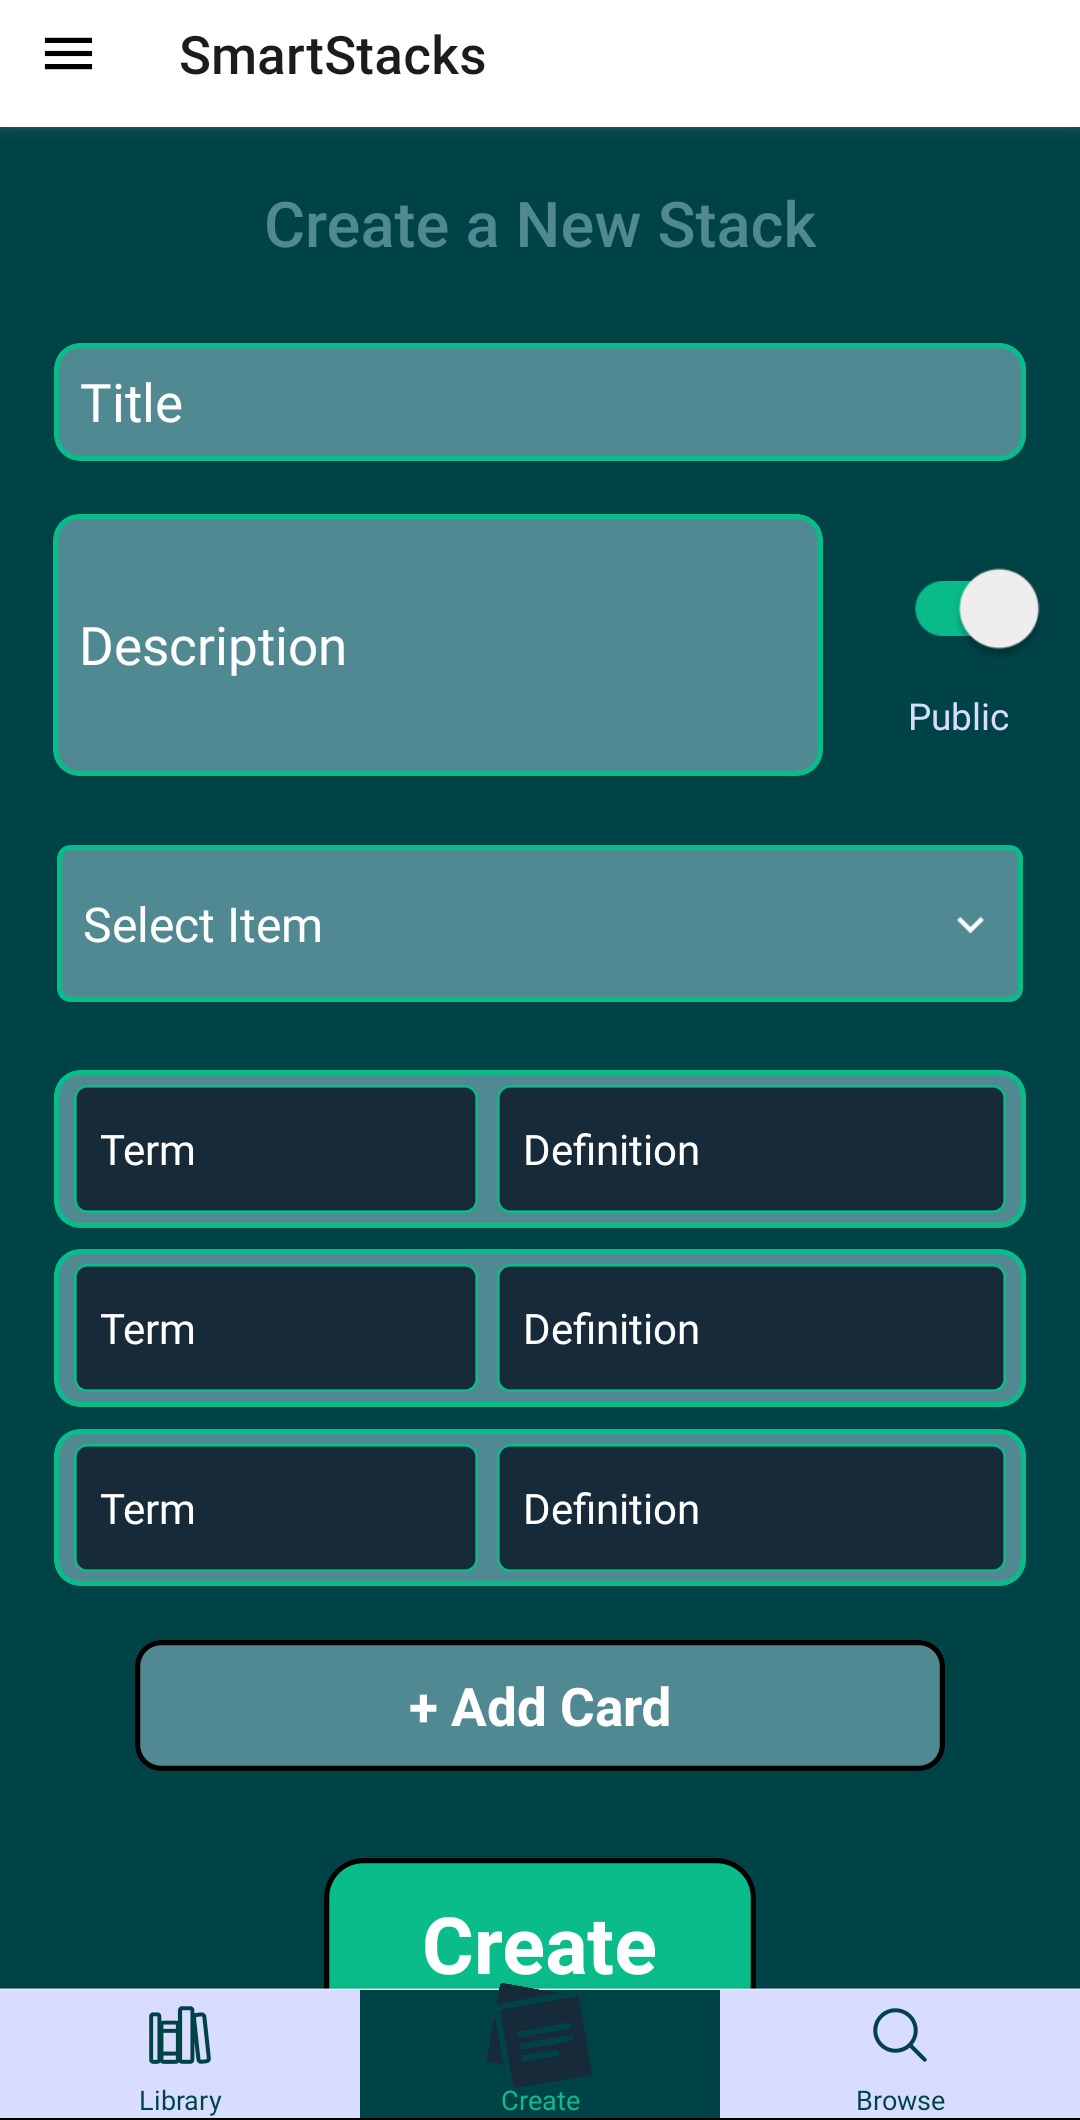 SmartStacks
Create a New Stack
Title
Description
Public
Select Item
Term Definition
Term Definition
Term Definition
+ Add Card
Create
Library Create Browse